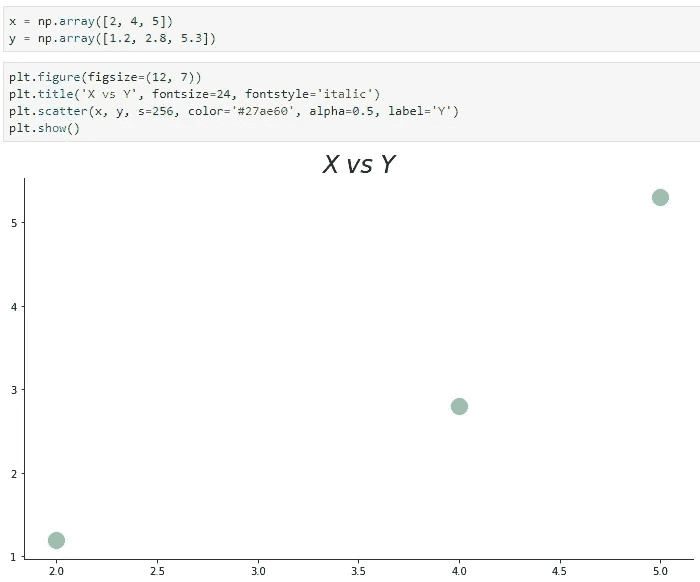 x = np.array([2, 4, 5])
y = np.array([1.2, 2.8, 5.3])
plt.figure(figsize=(12, 7))
plt.title('X vs Y', fontsize=24, fontstyle='italic')
plt.scatter(x, y, s=256, color='#27ae60', alpha=0.5, label='Y')
plt.show()
X vs Y
5
4
3
2
1
2.0 2.5 3.0 3.5 4.0 4.5 5.0